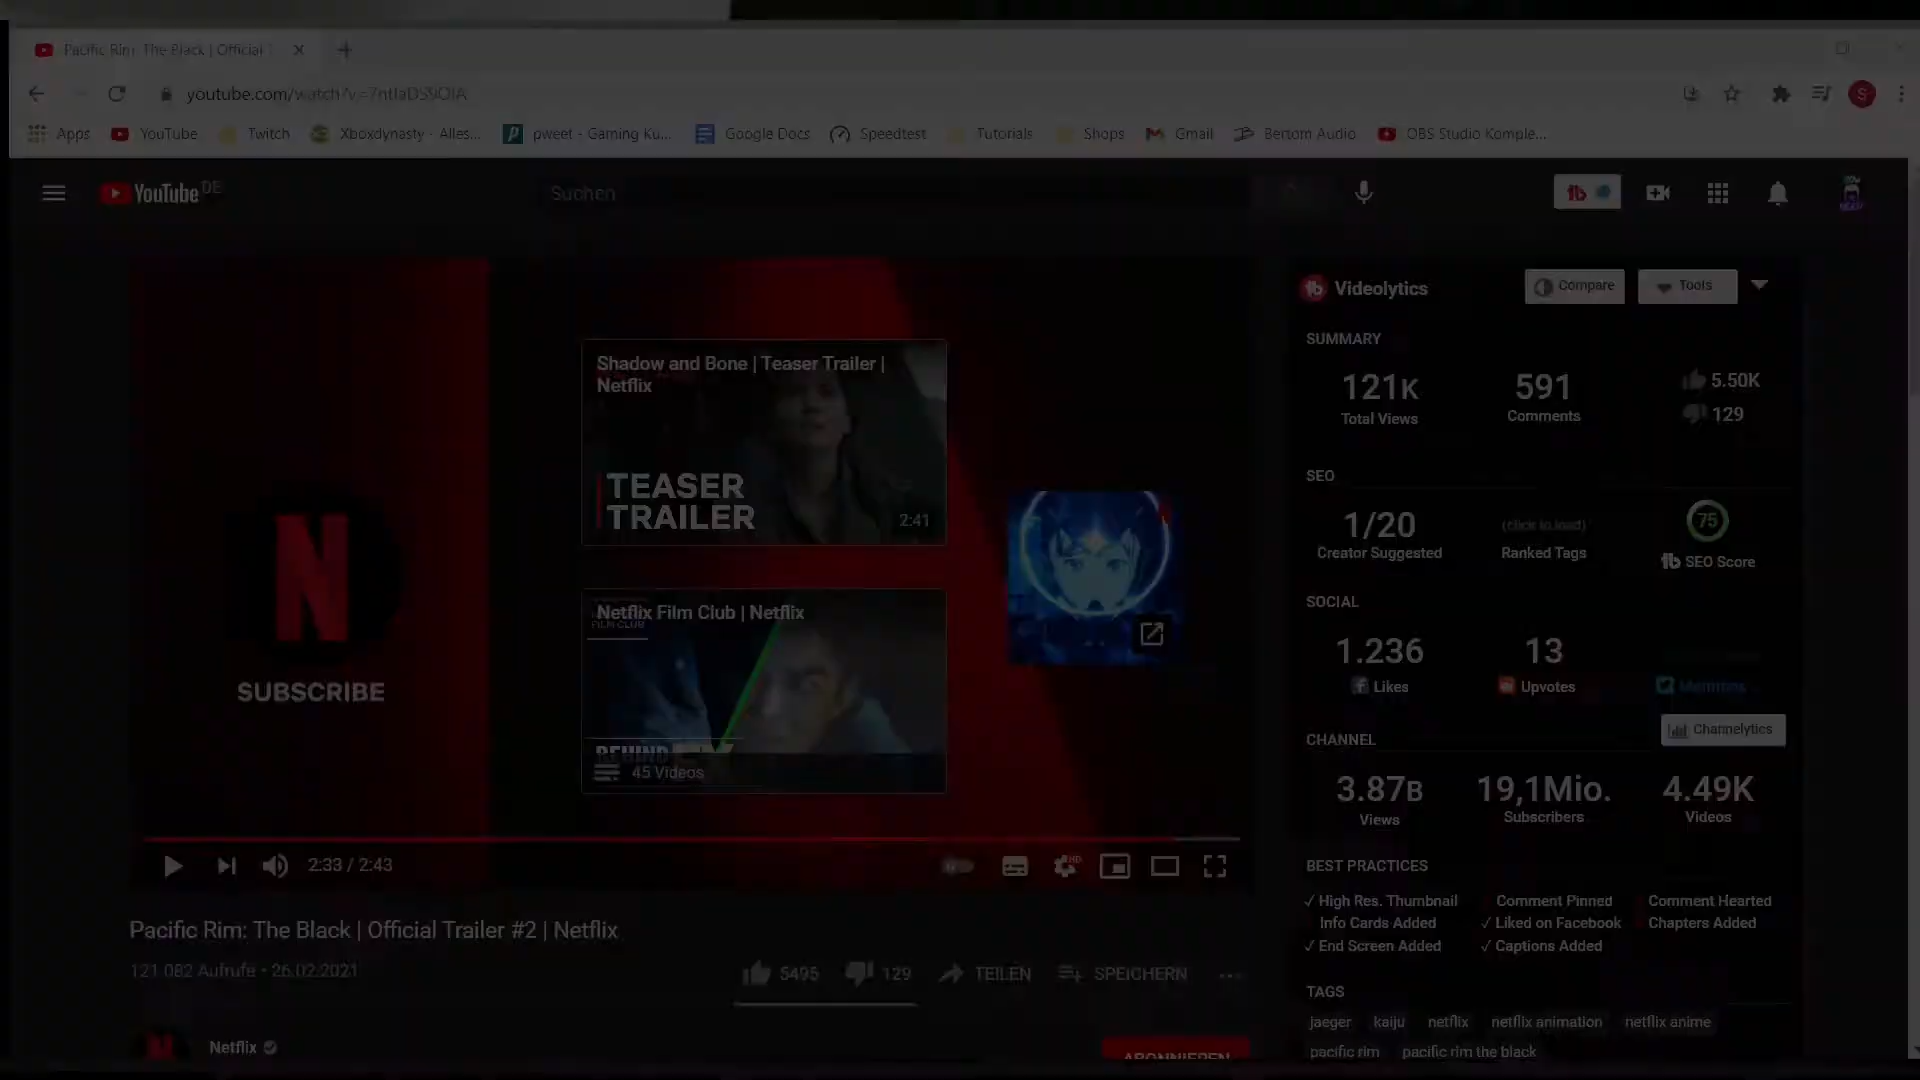 Pacific Rim: The Black | Official
youtube.com/watch?v=7ntIaDS9OIA
Apps YouTube Twitch Xboxdynasty - Alles... pweet - Gaming Ku... Google Docs Speedtest Tutorials Shops Gmail Bertom Audio OBS Studio Komple...
YouTube DE
Suchen
Shadow and Bone | Teaser Trailer |
Netflix
TEASER
TRAILER
2:41
N
SUBSCRIBE
Netflix Film Club | Netflix
FILM CLUB
BEHIND
45 Videos
2:33 / 2:43
HD
Pacific Rim: The Black | Official Trailer #2 | Netflix
121.082 Aufrufe • 26.02.2021
5495 129 TEILEN SPEICHERN
Netflix
ABONNIEREN
Videolytics Compare Tools
SUMMARY
121K 591 5.50K
Total Views Comments 129
SEO
1/20 (click to load) 75
Creator Suggested Ranked Tags SEO Score
SOCIAL
1.236 13
Likes Upvotes Mentions
CHANNEL Channelytics
3.87B 19,1Mio. 4.49K
Views Subscribers Videos
BEST PRACTICES
✓ High Res. Thumbnail Comment Pinned Comment Hearted
Info Cards Added ✓ Liked on Facebook Chapters Added
✓ End Screen Added ✓ Captions Added
TAGS
jaeger kaiju netflix netflix animation netflix anime
pacific rim pacific rim the black